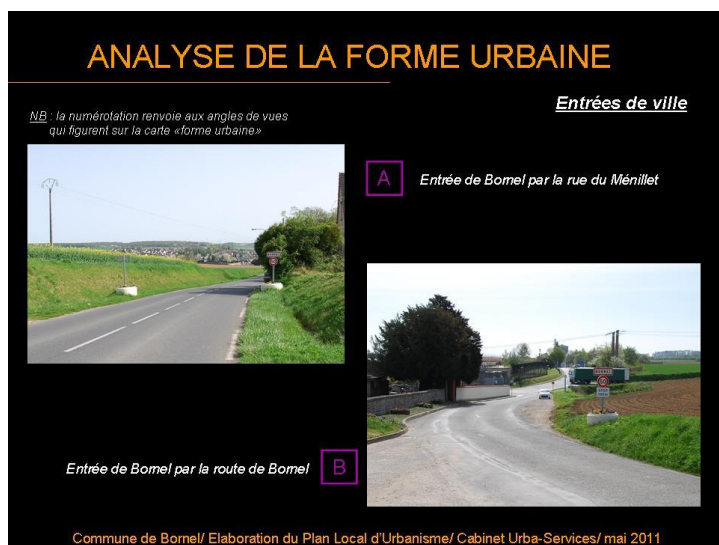 ANALYSE DE LA FORME URBAINE
Entrées de ville
NB : la numérotation renvoie aux angles de vues
qui figurent sur la carte «forme urbaine»
A
Entrée de Bornel par la rue du Ménillet
BORNEL
Entrée de Bornel par la route de Bornel
B
Commune de Bornel/ Elaboration du Plan Local d'Urbanisme/ Cabinet Urba-Services/ mai 2011